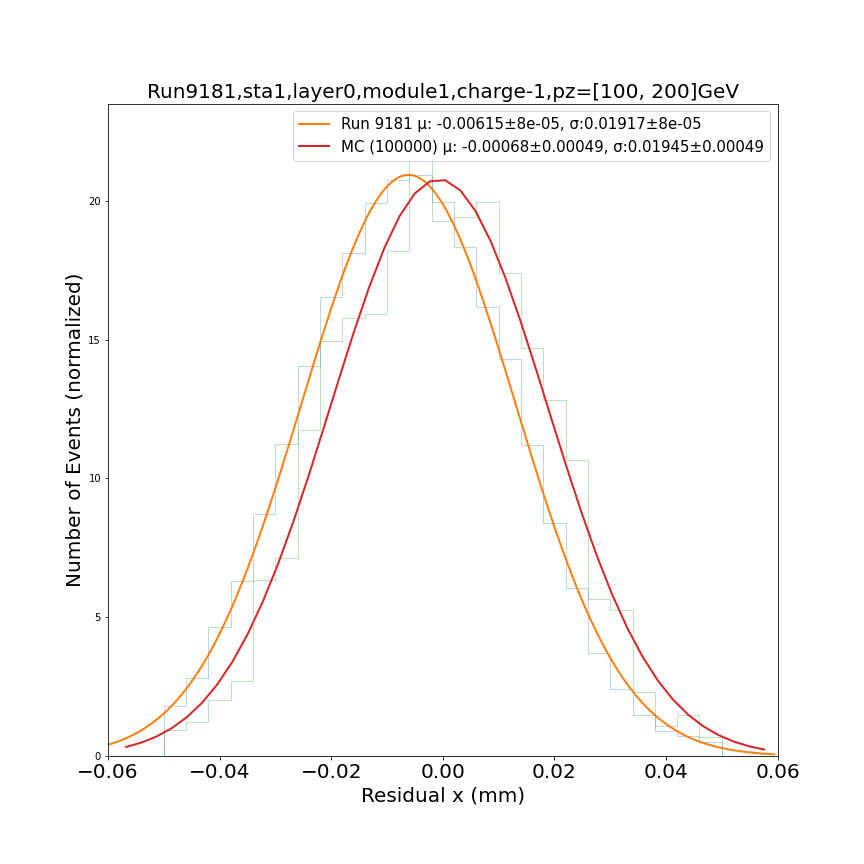 Run9181,sta1,layer0,module1,charge-1,pz=[100, 200]GeV
Run 9181 μ: -0.00615±8e-05, σ:0.01917±8e-05
MC (100000) μ: -0.00068±0.00049, σ:0.01945±0.00049
Number of Events (normalized)
20
15
10
5
0
−0.06 −0.04 −0.02 0.00 0.02 0.04 0.06
Residual x (mm)